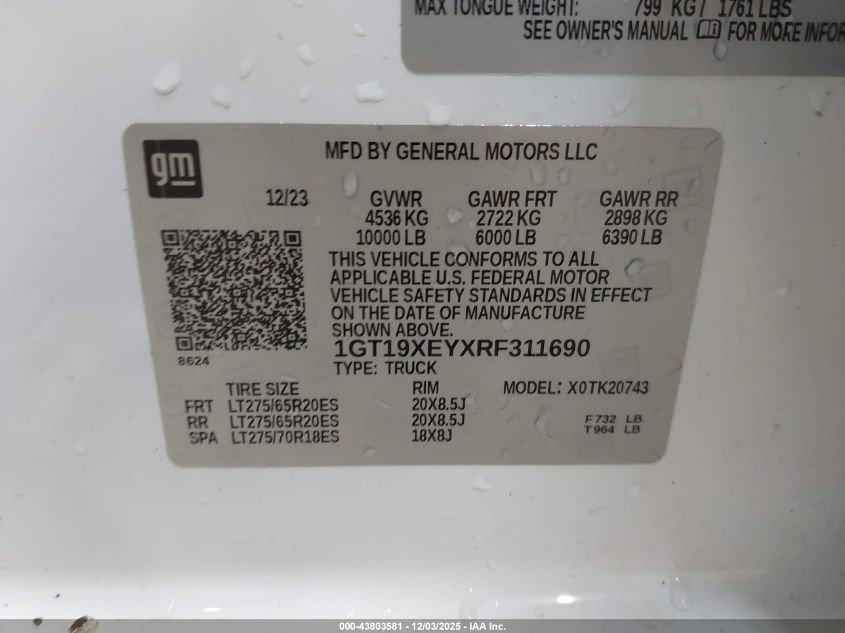 MAX TONGUE WEIGHT: 799 KG / 1761 LBS
SEE OWNER'S MANUAL FOR MORE INFOR
gm
MFD BY GENERAL MOTORS LLC
12/23 GVWR GAWR FRT GAWR RR
4536 KG 2722 KG 2898 KG
10000 LB 6000 LB 6390 LB
THIS VEHICLE CONFORMS TO ALL
APPLICABLE U.S. FEDERAL MOTOR
VEHICLE SAFETY STANDARDS IN EFFECT
ON THE DATE OF MANUFACTURE
SHOWN ABOVE.
8624
1GT19XEYXRF311690
TYPE: TRUCK
TIRE SIZE RIM MODEL: X0TK20743
FRT LT275/65R20ES 20X8.5J
RR LT275/65R20ES 20X8.5J F732 LB
SPA LT275/70R18ES 18X8J T964 LB
000-43803581 - 12/03/2025 - IAA Inc.